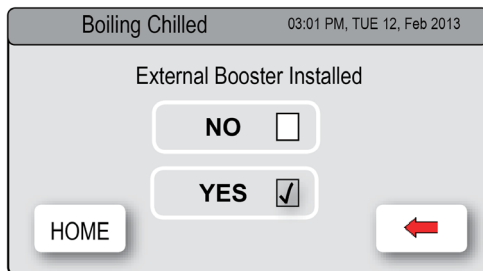 Boiling Chilled 03:01 PM, TUE 12, Feb 2013
External Booster Installed
NO
YES
HOME